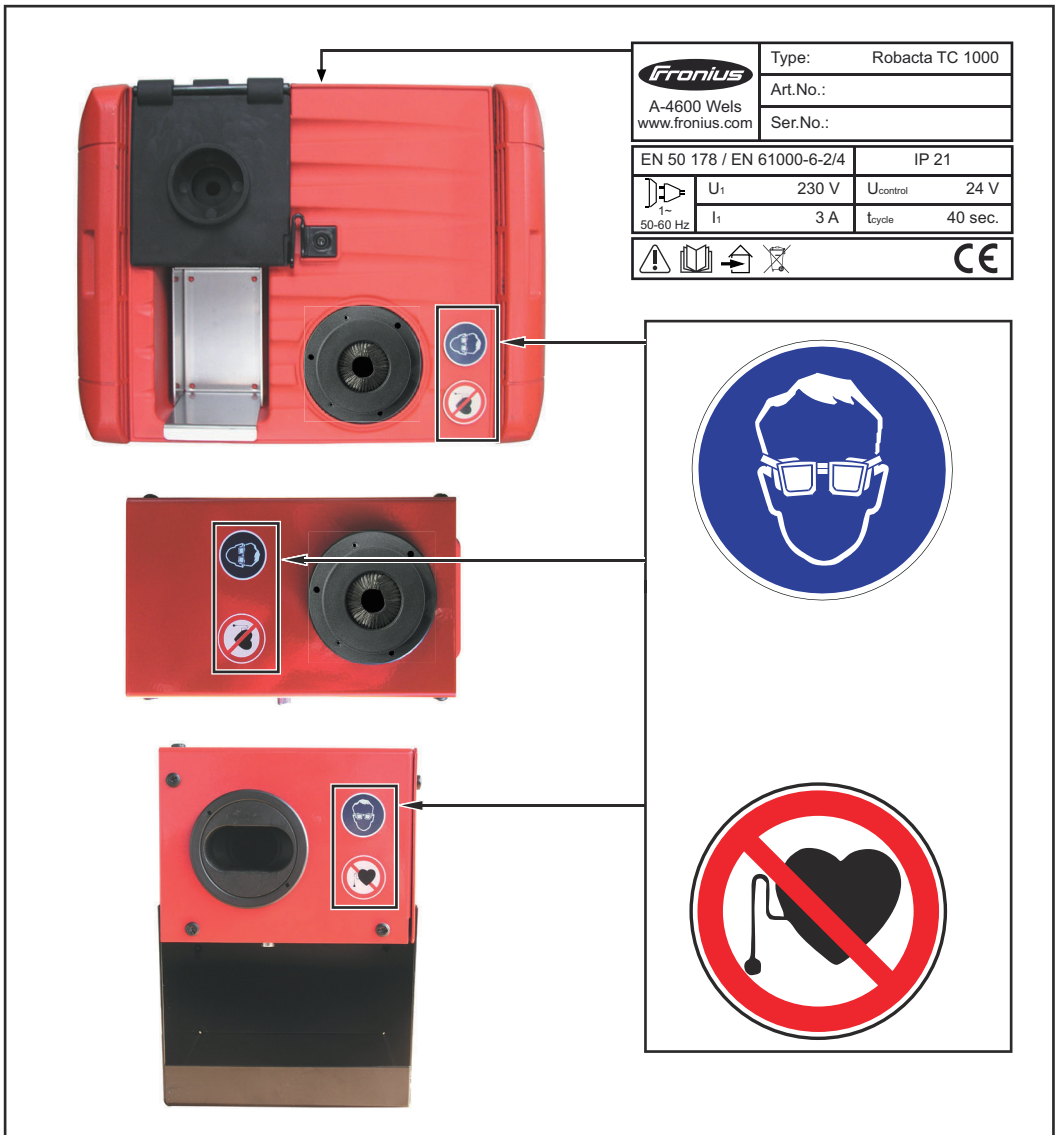 Fronius
A-4600 Wels
www.fronius.com
Type: Robacta TC 1000
Art.No.:
Ser.No.:
EN 50 178 / EN 61000-6-2/4 IP 21
1~
50-60 Hz
U1 230 V Ucontrol 24 V
I1 3 A tcycle 40 sec.
CE